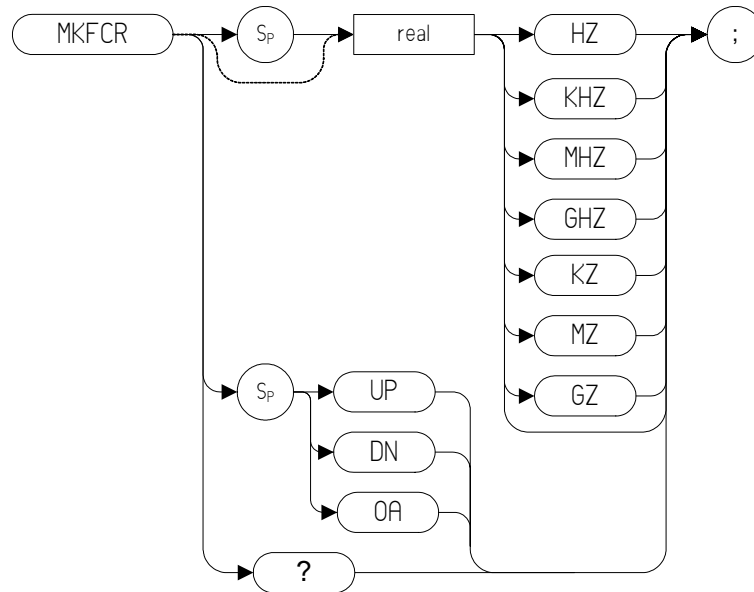 MKFCR SP real HZ ;
KHZ
MHZ
GHZ
KZ
MZ
SP UP GZ
DN
OA
?